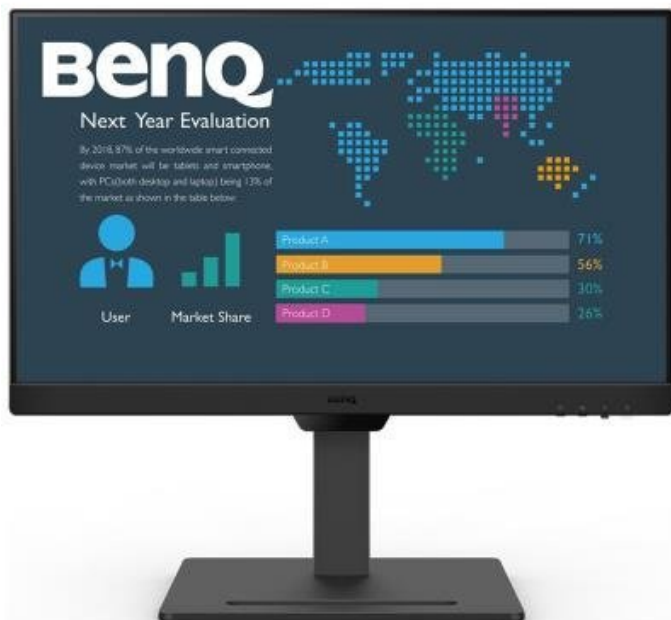 BenQ
Next Year Evaluation
By 2018, 87% of the worldwide smart connected
device market will be tablets and smartphone,
with PCs(both desktop and laptop) being 13% of
the market as shown in the table below
Product A 71%
Product B 56%
Product C 30%
Product D 26%
User Market Share
BenQ